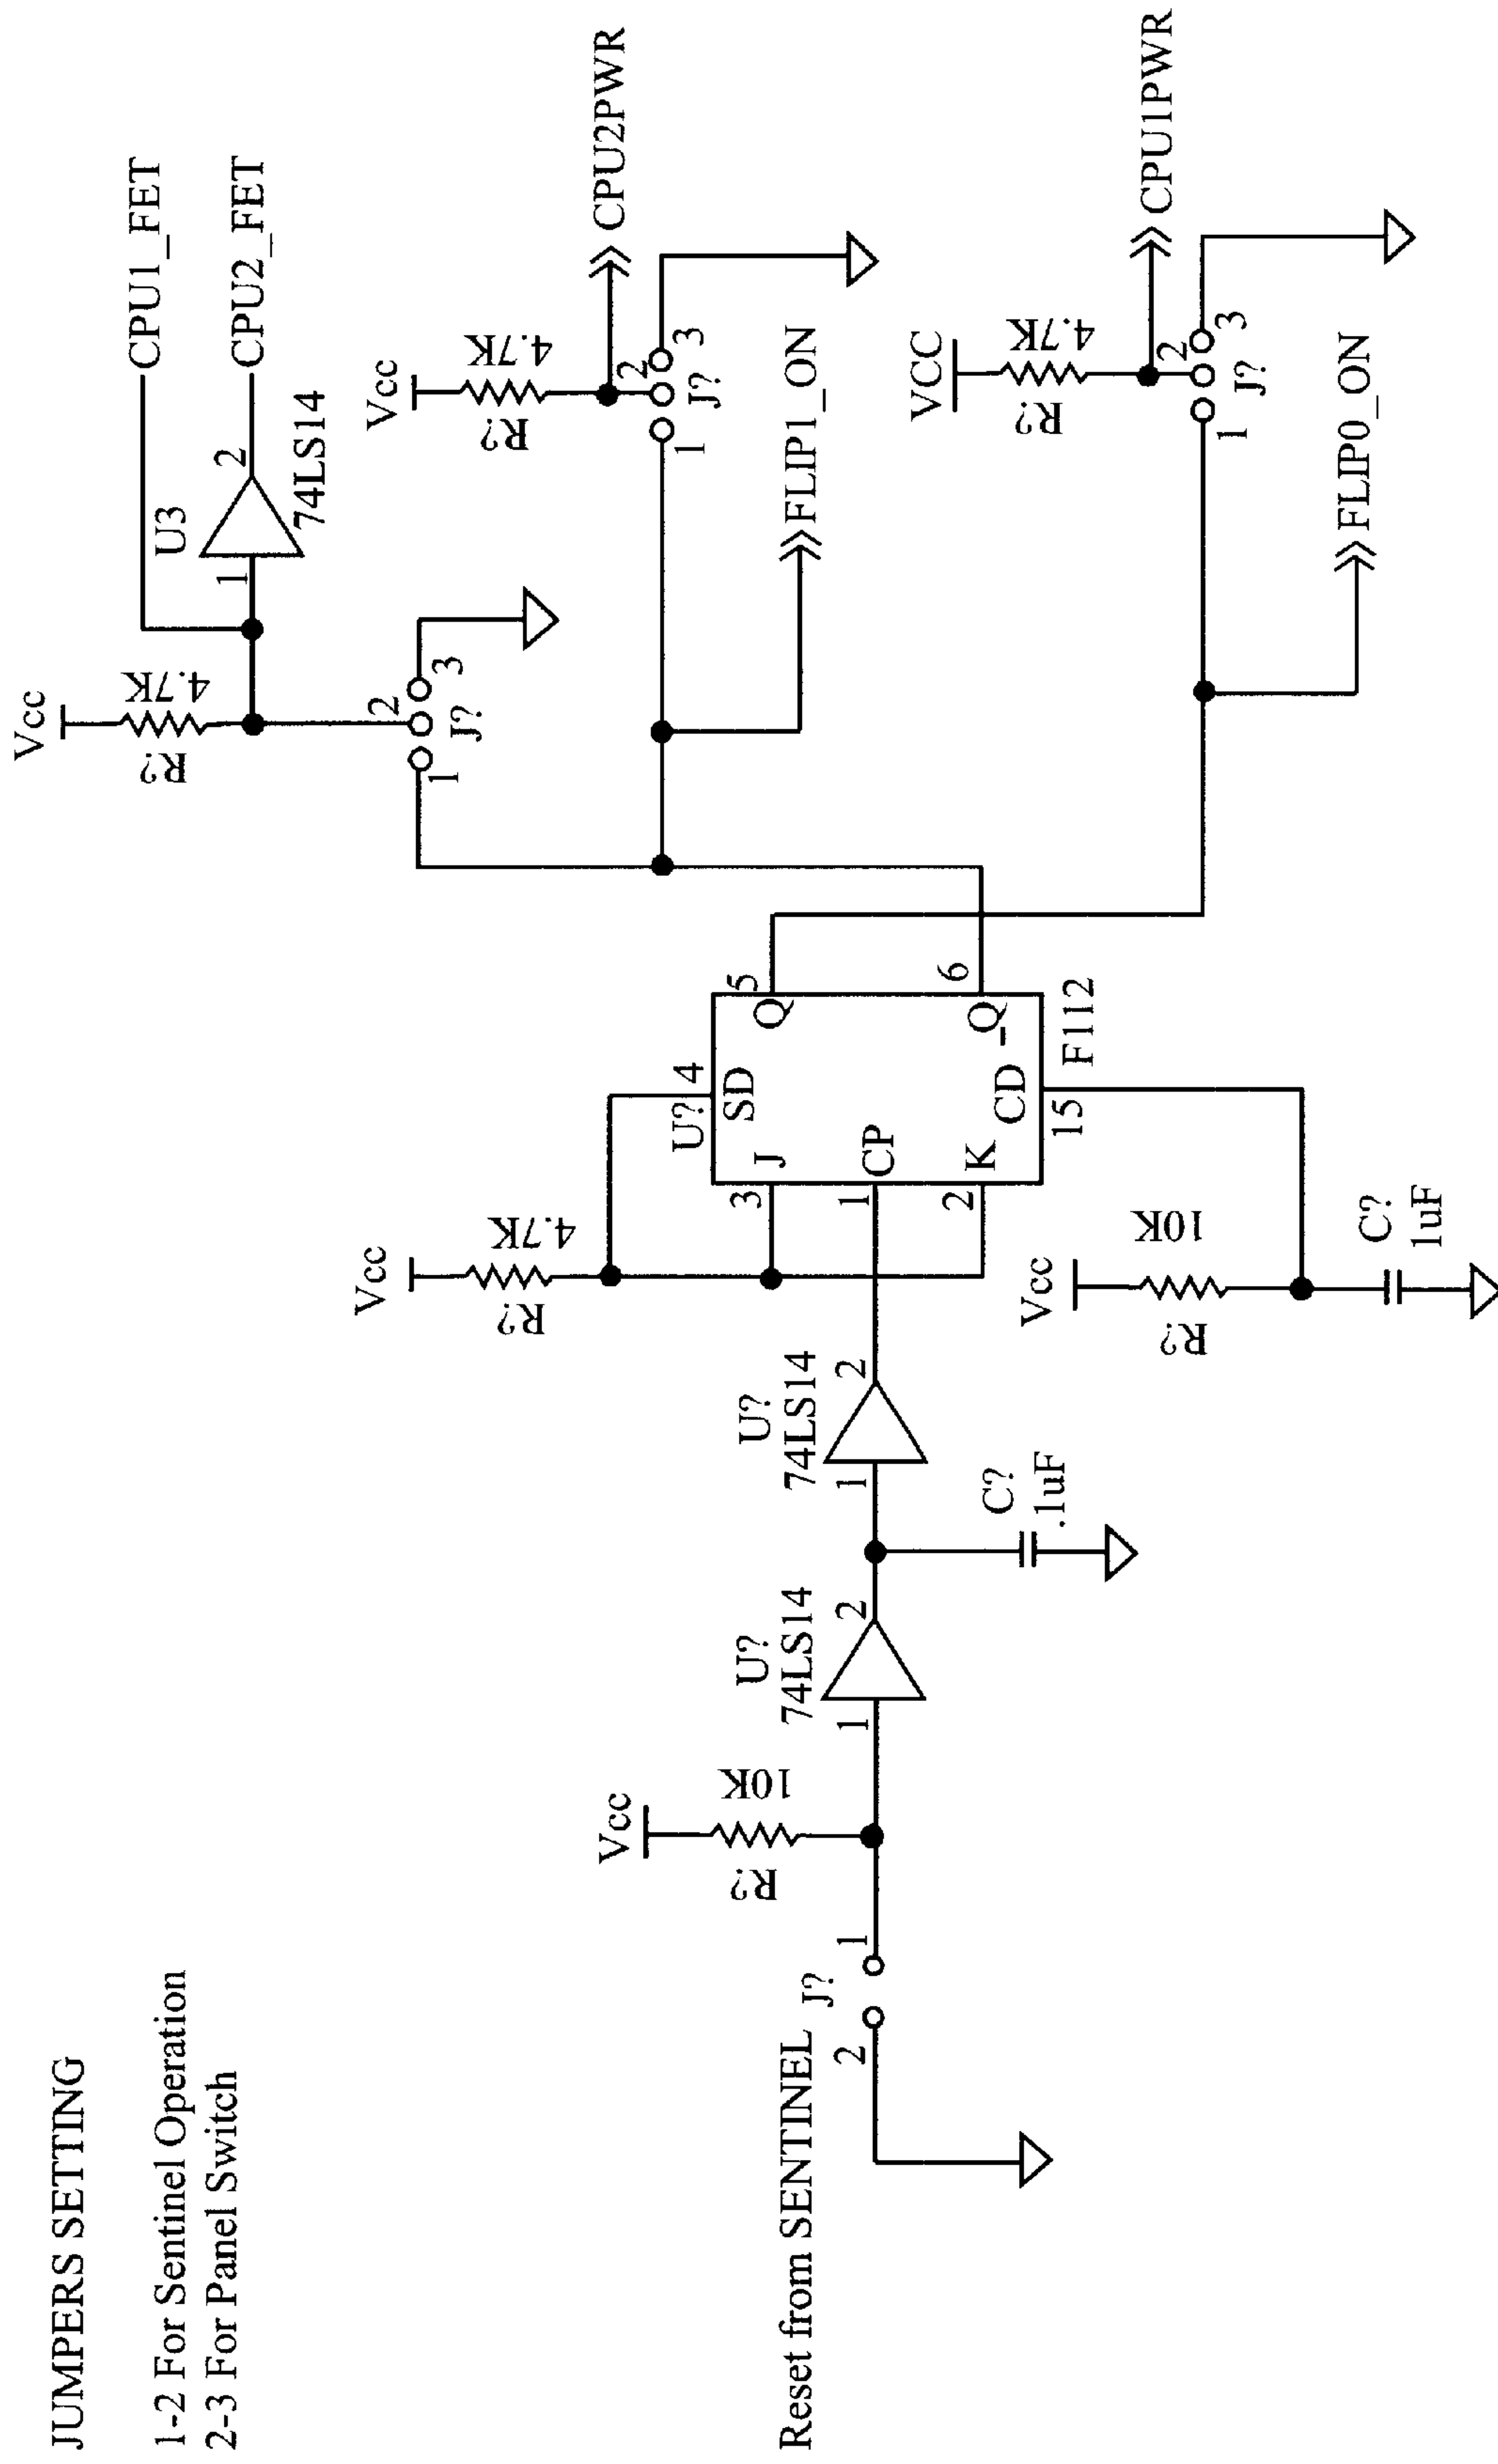 JUMPERS SETTING
1-2 For Sentinel Operation
2-3 For Panel Switch
Reset from SENTINEL
J?
2
1
Vcc
R?
10K
U?
74LS14
1
2
C?
.1uF
U?
74LS14
1
2
Vcc
R?
4.7K
U?
4
SD
3
J
1
CP
2
K
CD
15
Q
5
Q
6
F112
Vcc
R?
10K
C?
1uF
Vcc
R?
4.7K
1
2
3
J?
U3
1
2
74LS14
CPU1_FET
CPU2_FET
Vcc
R?
4.7K
1
2
3
J?
CPU2PWR
FLIP1_ON
VCC
R?
4.7K
1
2
3
J?
CPU1PWR
FLIP0_ON